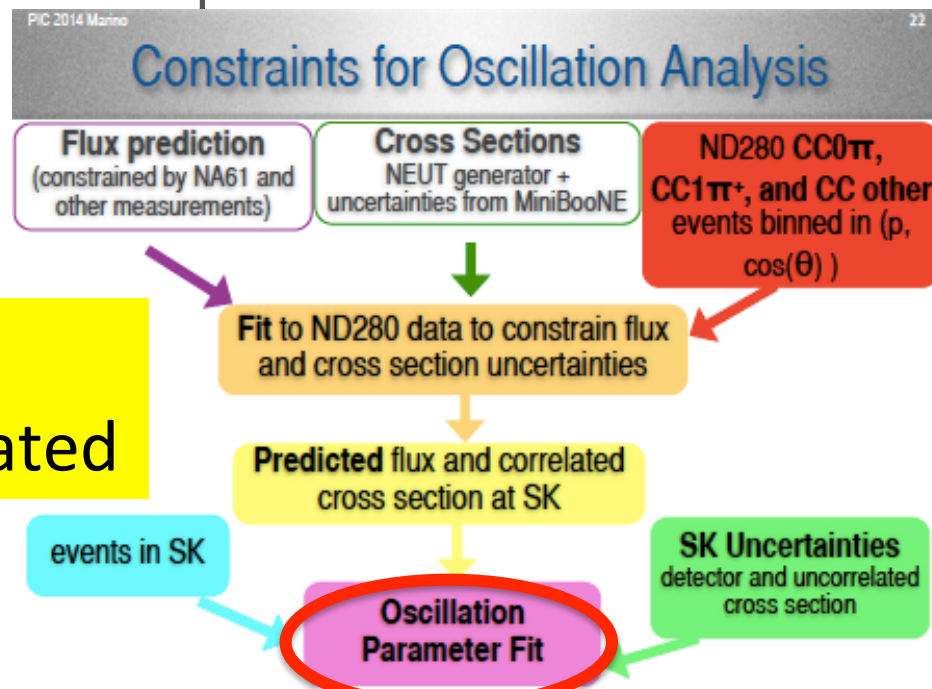 PIC 2014 Marino
22
Constraints for Oscillation Analysis
Flux prediction
(constrained by NA61 and
other measurements)
Cross Sections
NEUT generator +
uncertainties from MiniBooNE
ND280 CC0π,
CC1π⁺, and CC other
events binned in (p,
cos(θ) )
Fit to ND280 data to constrain flux
and cross section uncertainties
Predicted flux and correlated
cross section at SK
events in SK
SK Uncertainties
detector and uncorrelated
cross section
Oscillation
Parameter Fit